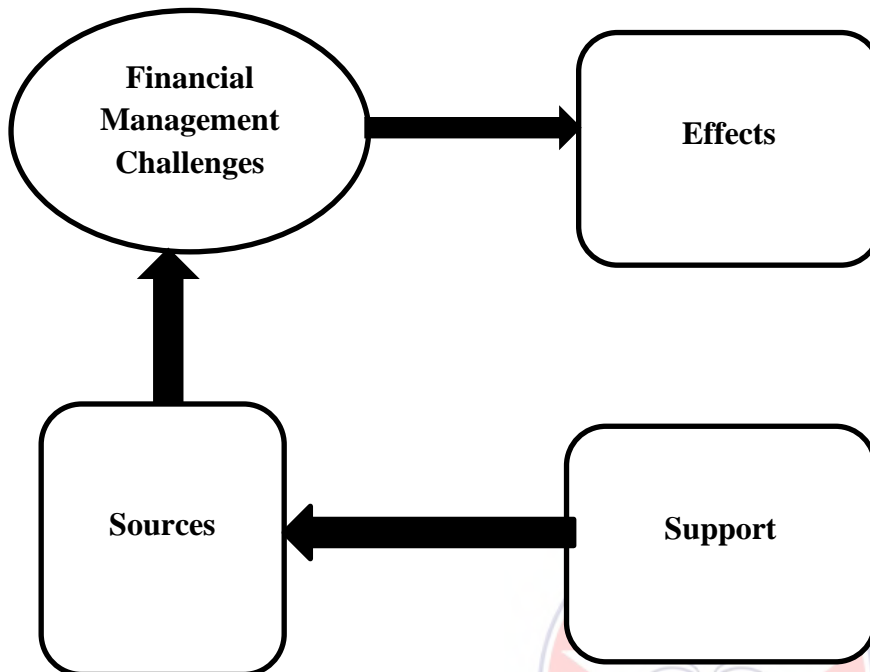 Financial
Management
Challenges
Effects
Sources
Support